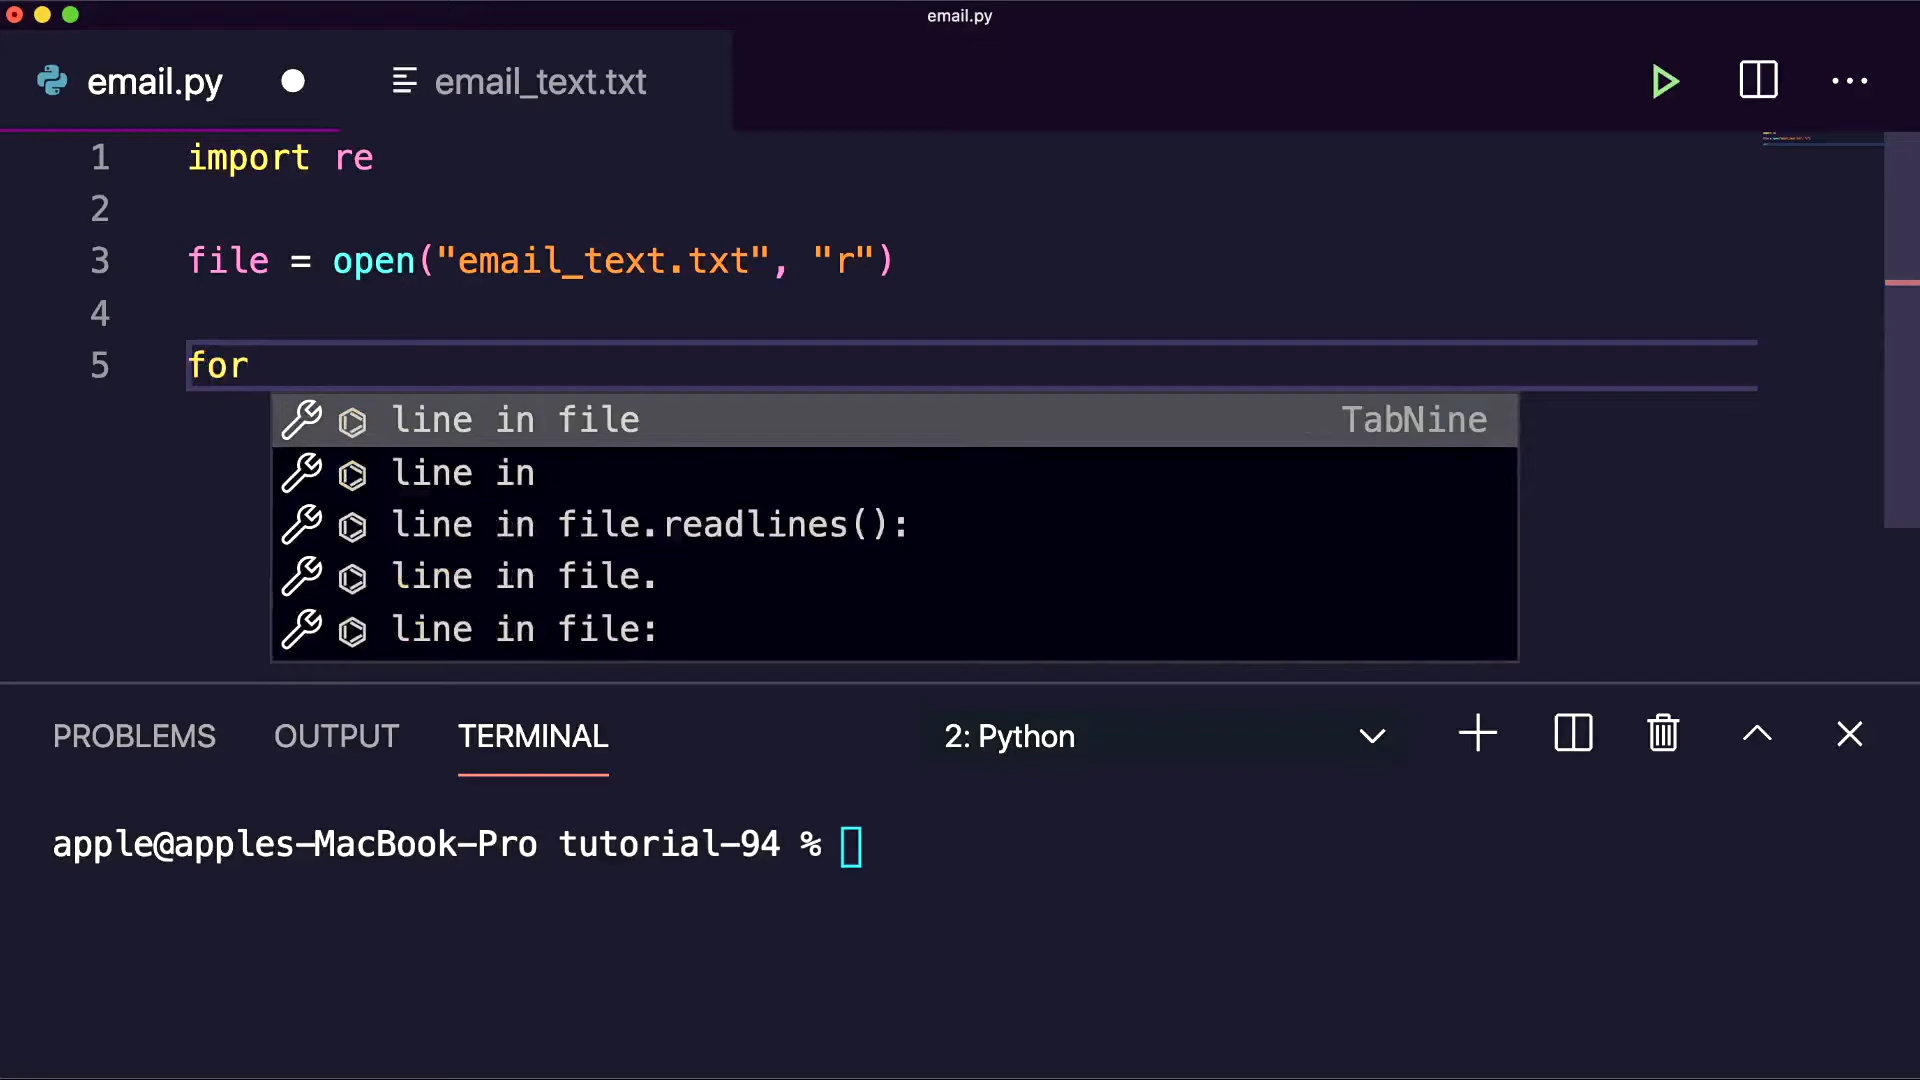 email.py
email.py email_text.txt
1 import re
2
3 file = open("email_text.txt", "r")
4
5 for
line in file TabNine
line in
line in file.readlines():
line in file.
line in file:
PROBLEMS OUTPUT TERMINAL 2: Python
apple@apples-MacBook-Pro tutorial-94 %